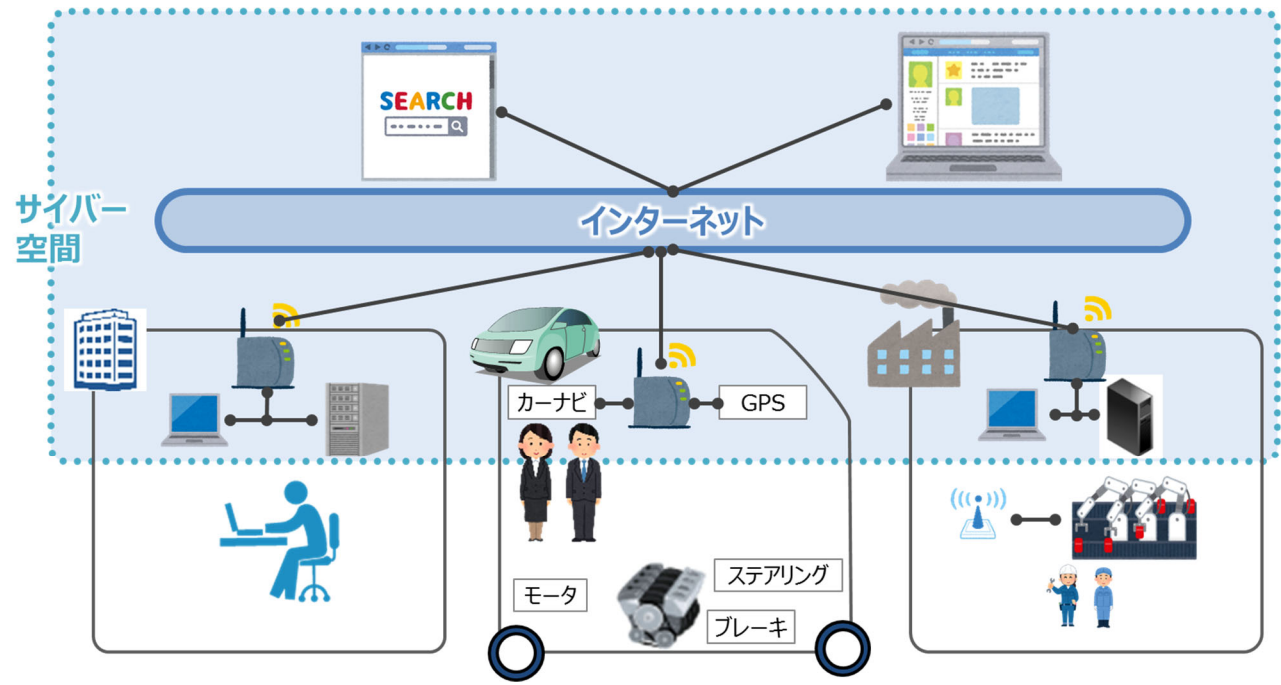 SEARCH
サイバー
空間
インターネット
カーナビ
GPS
モータ
ステアリング
ブレーキ